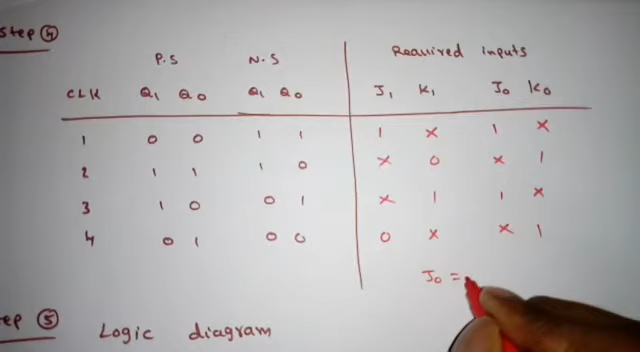 Step ④
P.S N.S Required inputs
CLK Q₁ Q₀ Q₁ Q₀ J₁ K₁ J₀ K₀
1 0 0 1 1 1 X 1 X
2 1 1 1 0 X 0 X 1
3 1 0 0 1 X 1 1 X
4 0 1 0 0 0 X X 1
J₀ =
ep ⑤ Logic diagram